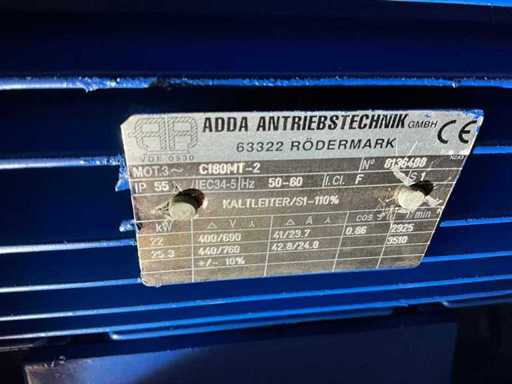 ADDA ANTRIEBSTECHNIK GMBH
63322 RÖDERMARK
CE
VDE 0530
MOT.3~ C180MT-2 N° 8136408
IP 55 IEC34-5 Hz 50-60 I.Cl. F S1
KALTLEITER/S1-110%
kW Δ V Y Δ A Y cos 1/min
22 400/690 41/23.7 0.86 2925
25.3 440/760 42.8/24.8 3510
+/- 10%